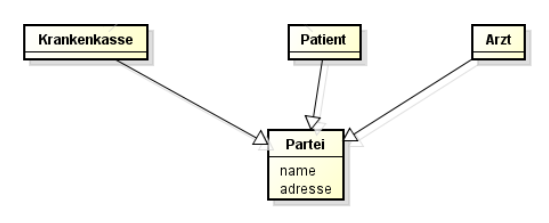 Krankenkasse
Patient
Arzt
Partei
name
adresse